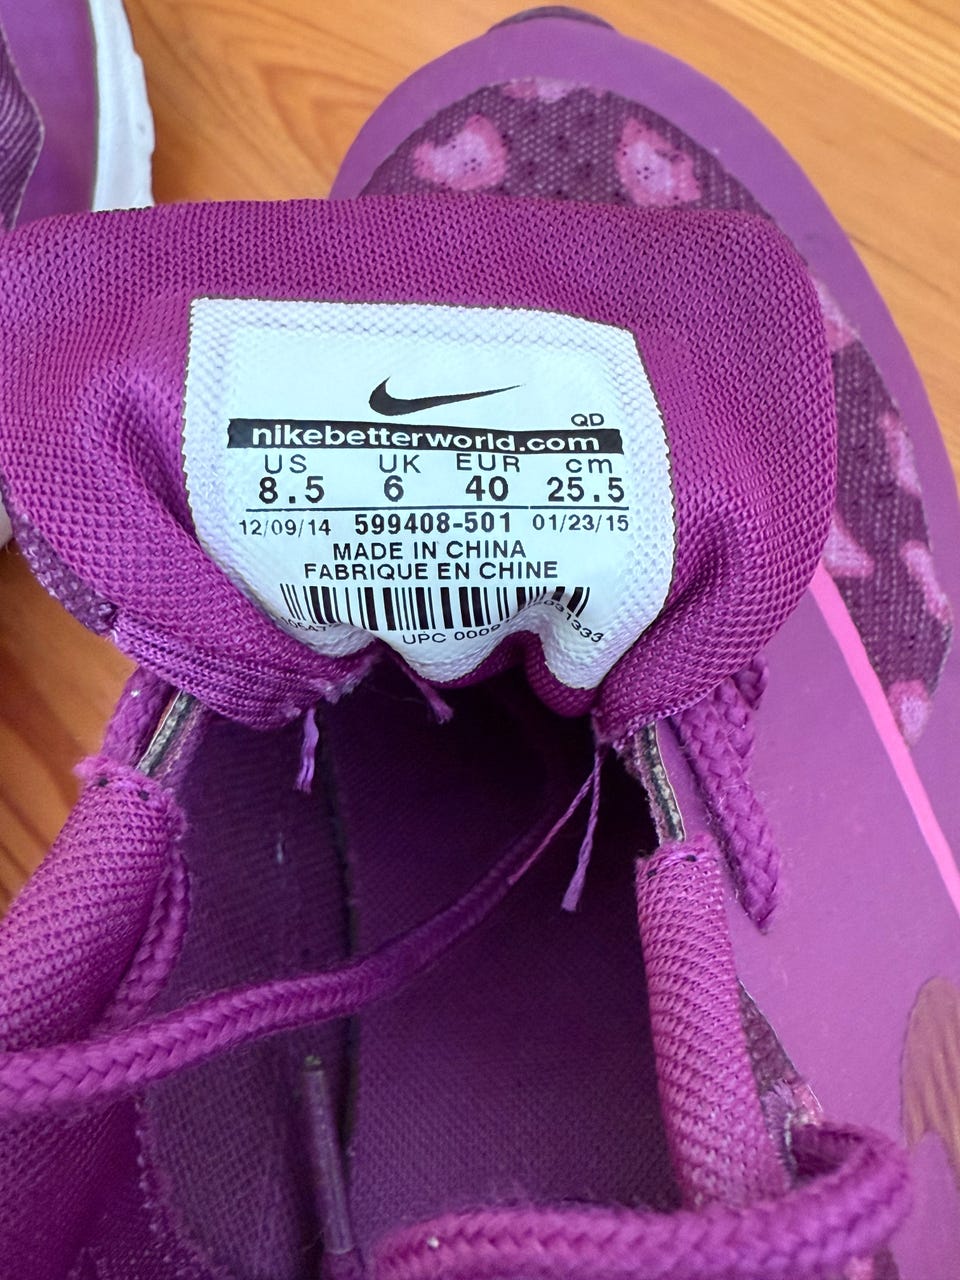 QD
nikebetterworld.com
US UK EUR cm
8.5 6 40 25.5
12/09/14 599408-501 01/23/15
MADE IN CHINA
FABRIQUE EN CHINE
UPC